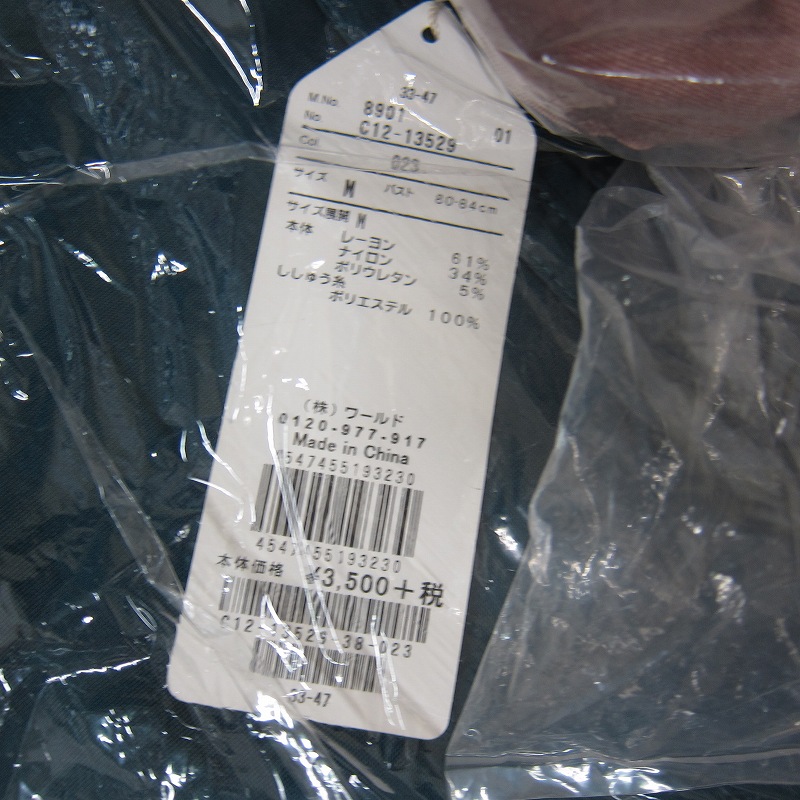 33-47
M.No. 8901 01
No C12-13529
Col 023
サイズ M バスト 80-84cm
サイズ展開 M
本体 レーヨン 61%
ナイロン 34%
ポリウレタン 5%
ししゅう糸
ポリエステル 100%
(株)ワールド
0120-977-917
Made in China
4547455193230
4547455193230
本体価格 ¥3,500+税
C12-13529-38-023
33-47